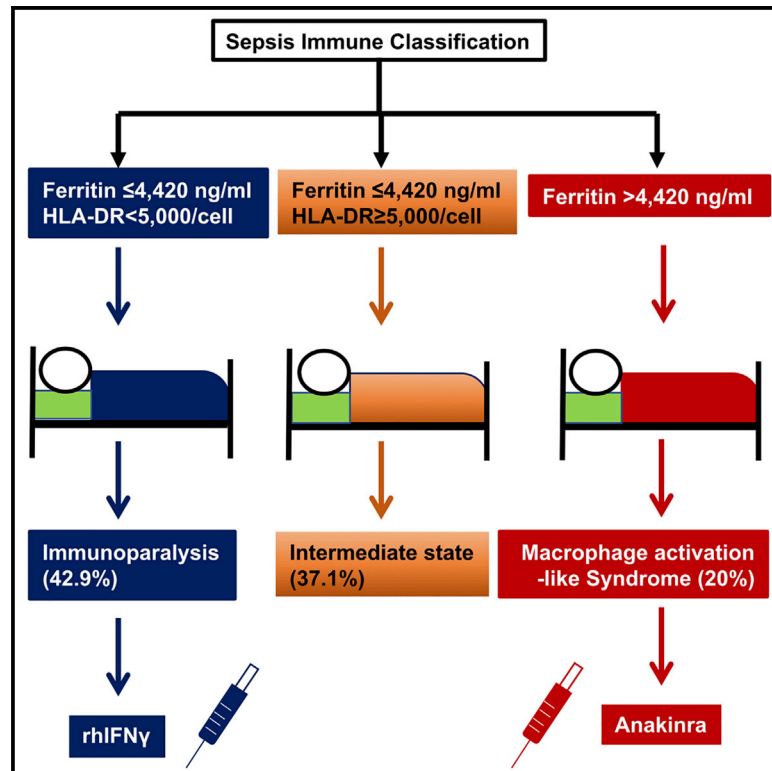 Sepsis Immune Classification
Ferritin ≤4,420 ng/ml
HLA-DR<5,000/cell
Ferritin ≤4,420 ng/ml
HLA-DR≥5,000/cell
Ferritin >4,420 ng/ml
Immunoparalysis
(42.9%)
Intermediate state
(37.1%)
Macrophage activation
-like Syndrome (20%)
rhIFNγ
Anakinra